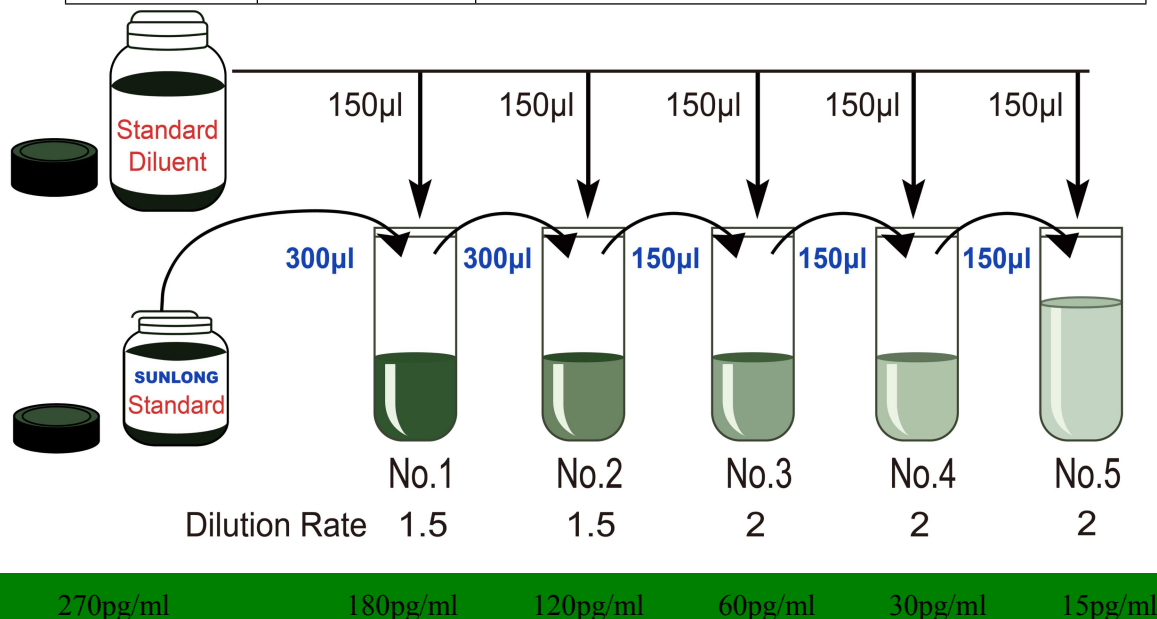 150µl 150µl 150µl 150µl 150µl
Standard
Diluent
300µl 300µl 150µl 150µl 150µl
SUNLONG
Standard
No.1 No.2 No.3 No.4 No.5
Dilution Rate 1.5 1.5 2 2 2
270pg/ml 180pg/ml 120pg/ml 60pg/ml 30pg/ml 15pg/ml